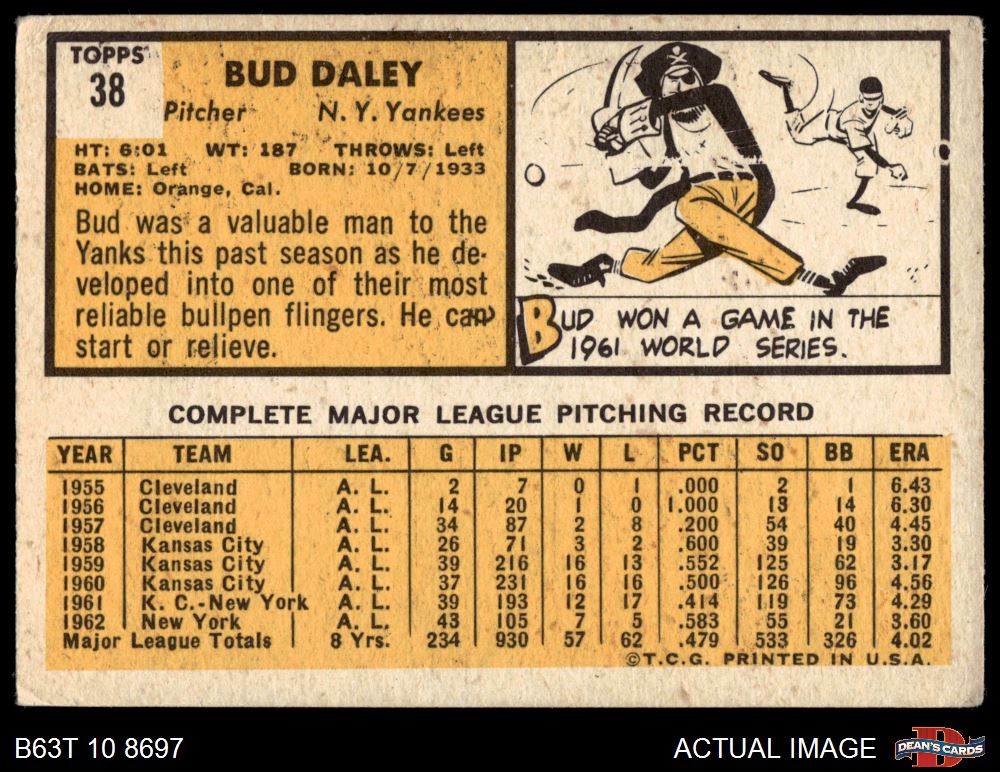 TOPPS
38
BUD DALEY
Pitcher N. Y. Yankees
HT: 6:01 WT: 187 THROWS: Left
BATS: Left BORN: 10/7/1933
HOME: Orange, Cal.
Bud was a valuable man to the
Yanks this past season as he de-
veloped into one of their most
reliable bullpen flingers. He can
start or relieve.
BUD WON A GAME IN THE
1961 WORLD SERIES.
COMPLETE MAJOR LEAGUE PITCHING RECORD
YEAR TEAM LEA. G IP W L PCT SO BB ERA
1955 Cleveland A. L. 2 7 0 1 .000 2 1 6.43
1956 Cleveland A. L. 14 20 1 0 1.000 13 14 6.30
1957 Cleveland A. L. 34 87 2 8 .200 54 40 4.45
1958 Kansas City A. L. 26 71 3 2 .600 39 19 3.30
1959 Kansas City A. L. 39 216 16 13 .552 125 62 3.17
1960 Kansas City A. L. 37 231 16 16 .500 126 96 4.56
1961 K. C.-New York A. L. 39 193 12 17 .414 119 73 4.29
1962 New York A. L. 43 105 7 5 .583 55 21 3.60
Major League Totals 8 Yrs. 234 930 57 62 .479 533 326 4.02
©T.C.G. PRINTED IN U.S.A.
B63T 10 8697 ACTUAL IMAGE DEAN'S CARDS